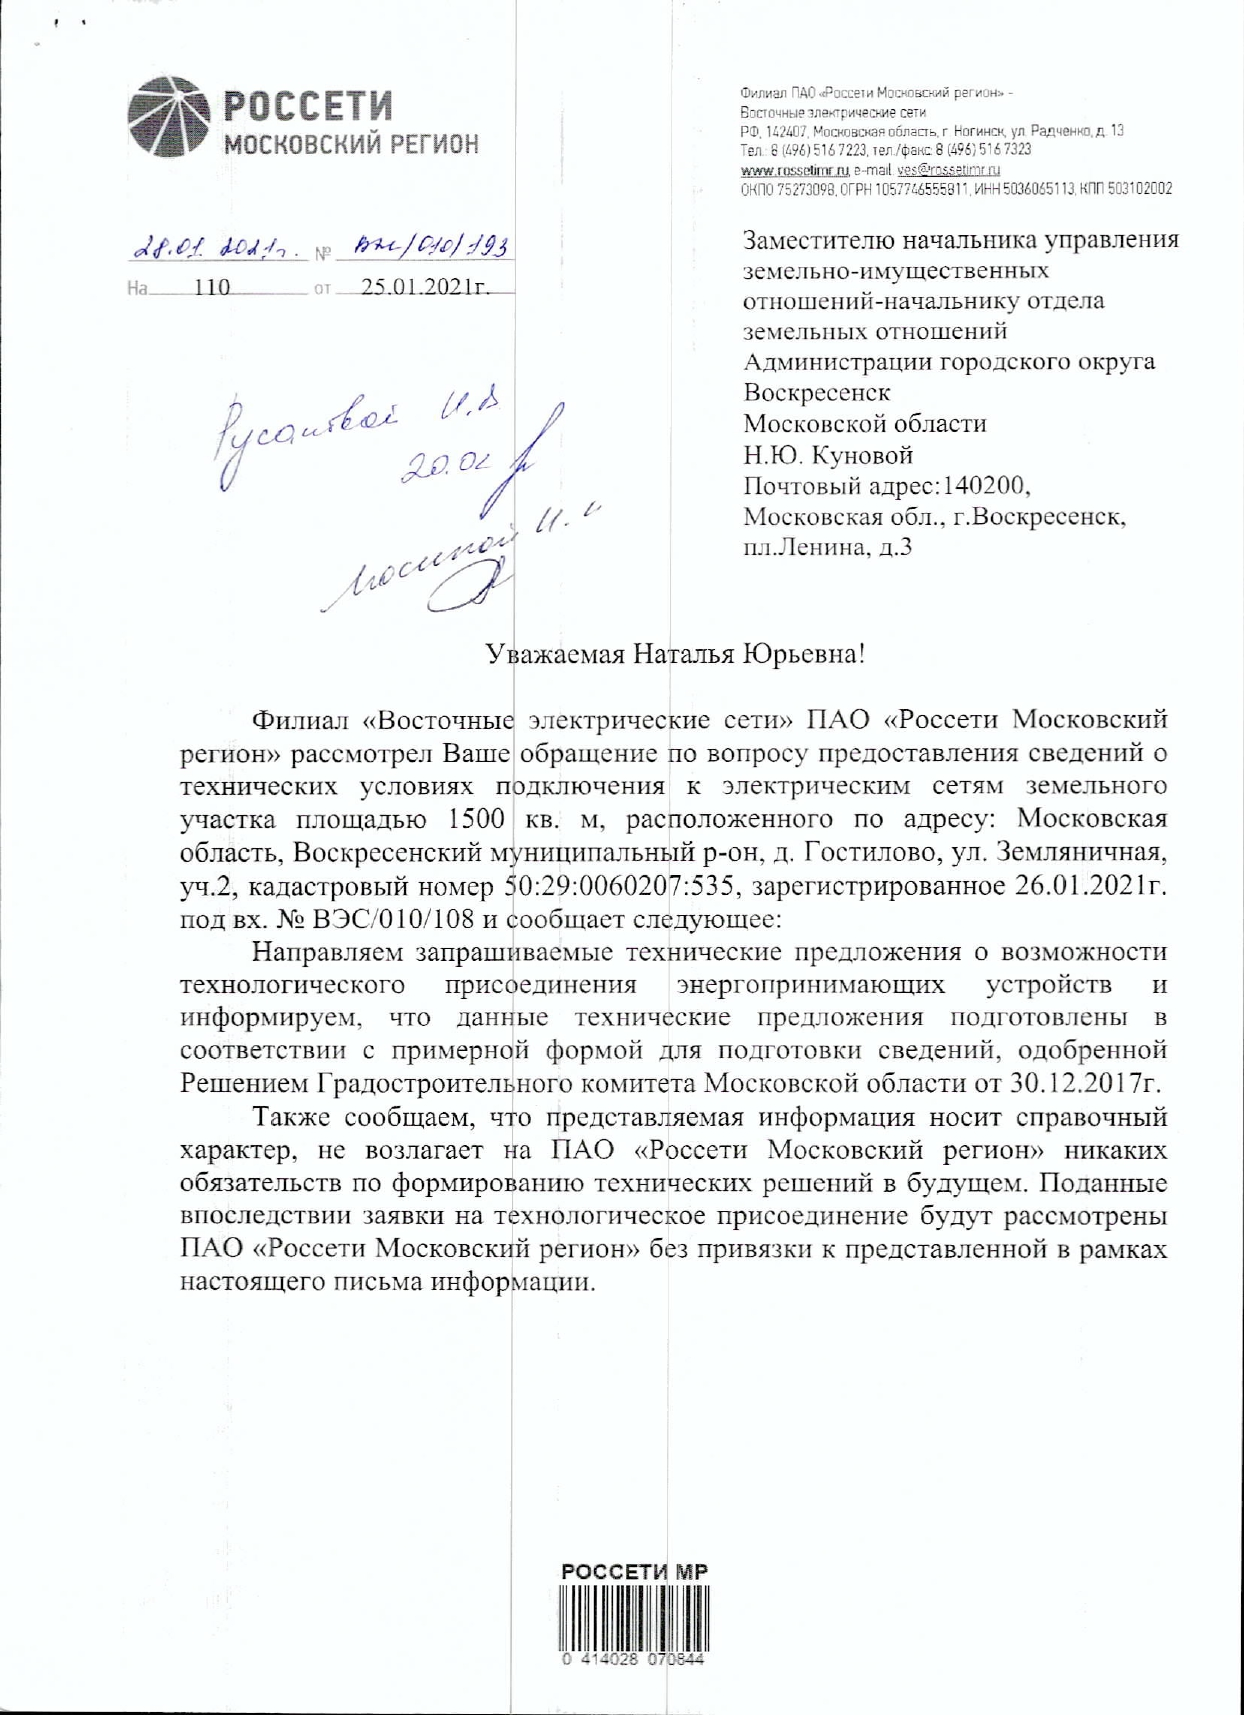 РОССЕТИ
МОСКОВСКИЙ РЕГИОН
Филиал ПАО «Россети Московский регион» -
Восточные электрические сети
РФ, 142407, Московская область, г. Ногинск, ул. Радченко, д. 13
Тел.: 8 (496) 516 7223, тел./факс: 8 (496) 516 7323
www.rossetimr.ru, e-mail: ves@rossetimr.ru
ОКПО 75273098, ОГРН 1057746555811, ИНН 5036065113, КПП 503102002
28.01.2021г. № ВЭС/010/193
На 110 от 25.01.2021г.
Заместителю начальника управления
земельно-имущественных
отношений-начальнику отдела
земельных отношений
Администрации городского округа
Воскресенск
Московской области
Н.Ю. Куновой
Почтовый адрес:140200,
Московская обл., г.Воскресенск,
пл.Ленина, д.3
Уважаемая Наталья Юрьевна!
Филиал «Восточные электрические сети» ПАО «Россети Московский
регион» рассмотрел Ваше обращение по вопросу предоставления сведений о
технических условиях подключения к электрическим сетям земельного
участка площадью 1500 кв. м, расположенного по адресу: Московская
область, Воскресенский муниципальный р-он, д. Гостилово, ул. Земляничная,
уч.2, кадастровый номер 50:29:0060207:535, зарегистрированное 26.01.2021г.
под вх. № ВЭС/010/108 и сообщает следующее:
Направляем запрашиваемые технические предложения о возможности
технологического присоединения энергопринимающих устройств и
информируем, что данные технические предложения подготовлены в
соответствии с примерной формой для подготовки сведений, одобренной
Решением Градостроительного комитета Московской области от 30.12.2017г.
Также сообщаем, что представляемая информация носит справочный
характер, не возлагает на ПАО «Россети Московский регион» никаких
обязательств по формированию технических решений в будущем. Поданные
впоследствии заявки на технологическое присоединение будут рассмотрены
ПАО «Россети Московский регион» без привязки к представленной в рамках
настоящего письма информации.
РОССЕТИ МР
0 414028 070844